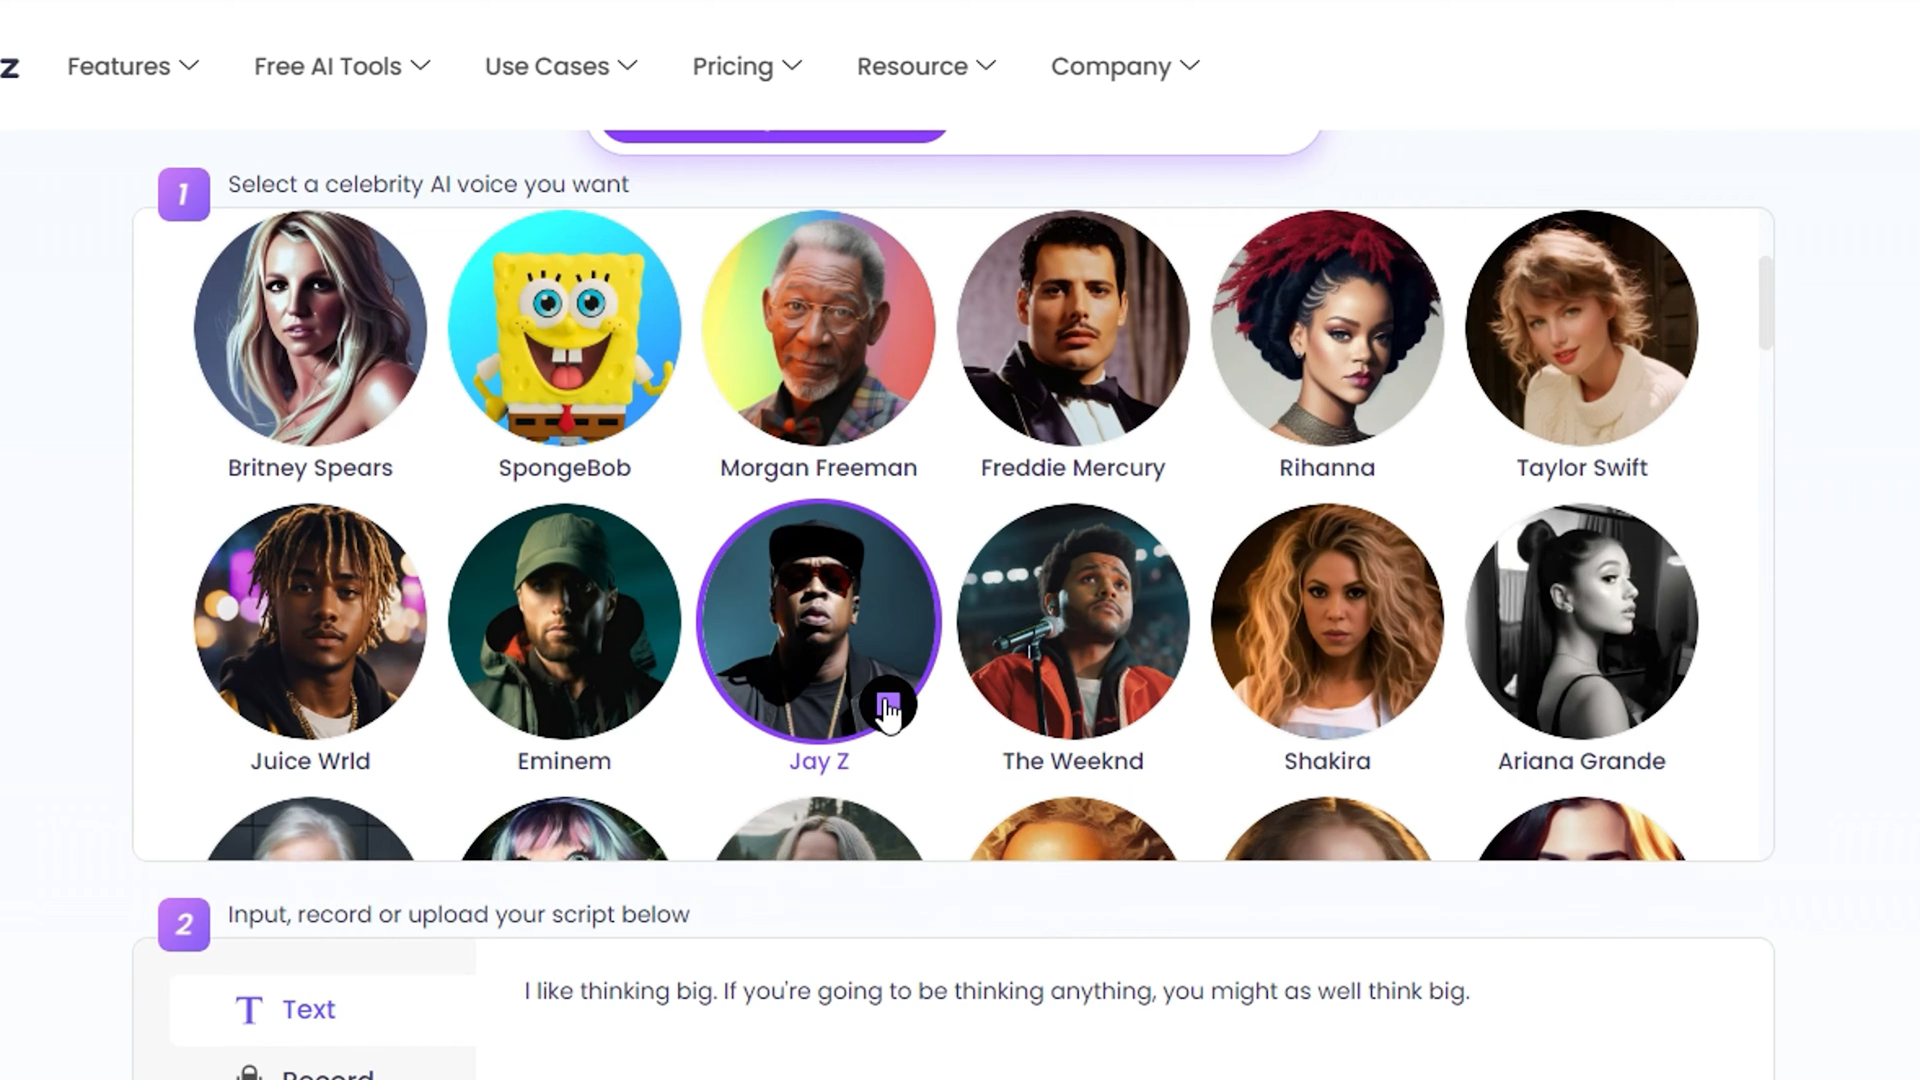 z Features Free AI Tools Use Cases Pricing Resource Company
1 Select a celebrity AI voice you want
Britney Spears SpongeBob Morgan Freeman Freddie Mercury Rihanna Taylor Swift
Juice Wrld Eminem Jay Z The Weeknd Shakira Ariana Grande
2 Input, record or upload your script below
T Text
I like thinking big. If you're going to be thinking anything, you might as well think big.
Record